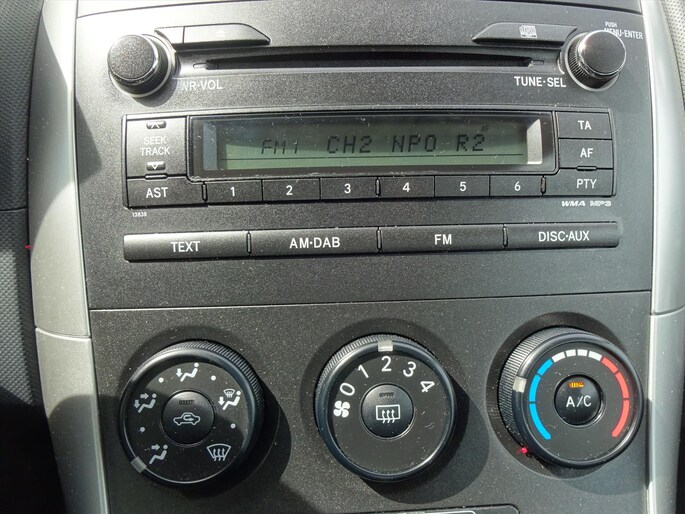 PUSH
PWR·VOL
MENU·ENTER
TUNE·SEL
SEEK
TRACK
FM1 CH2 NPO R2
TA
AF
AST 1 2 3 4 5 6 PTY
13838
WMA MP3
TEXT AM·DAB FM DISC·AUX
0 1 2 3 4
A/C